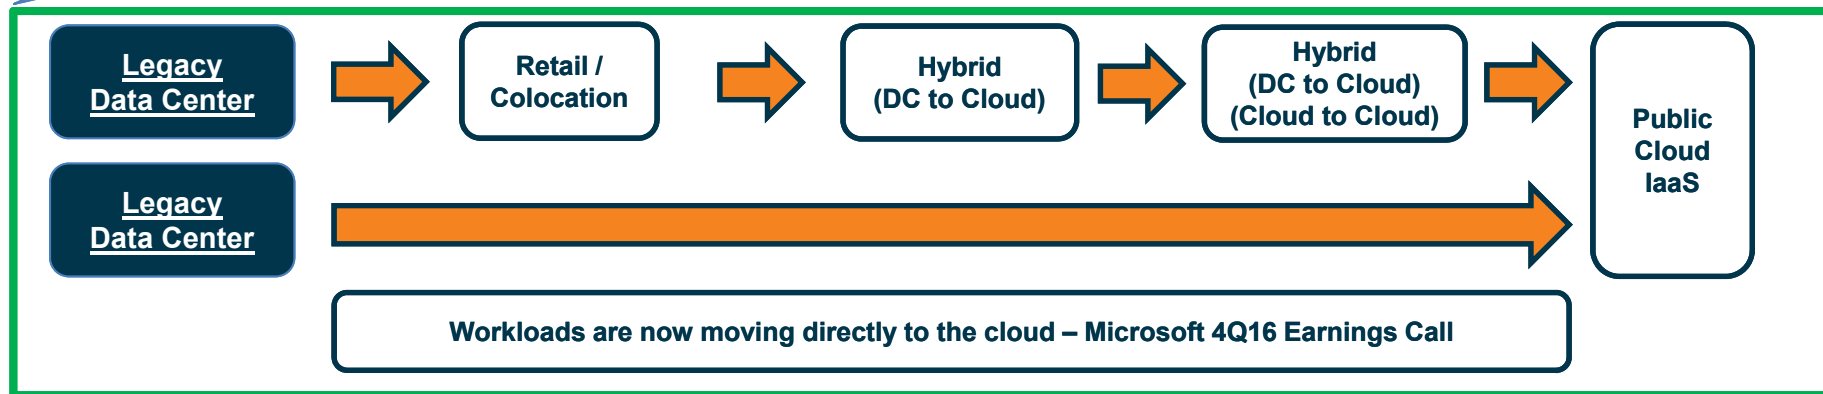 Legacy
Data Center
Retail /
Colocation
Hybrid
(DC to Cloud)
Hybrid
(DC to Cloud)
(Cloud to Cloud)
Public
Cloud
IaaS
Legacy
Data Center
Workloads are now moving directly to the cloud – Microsoft 4Q16 Earnings Call